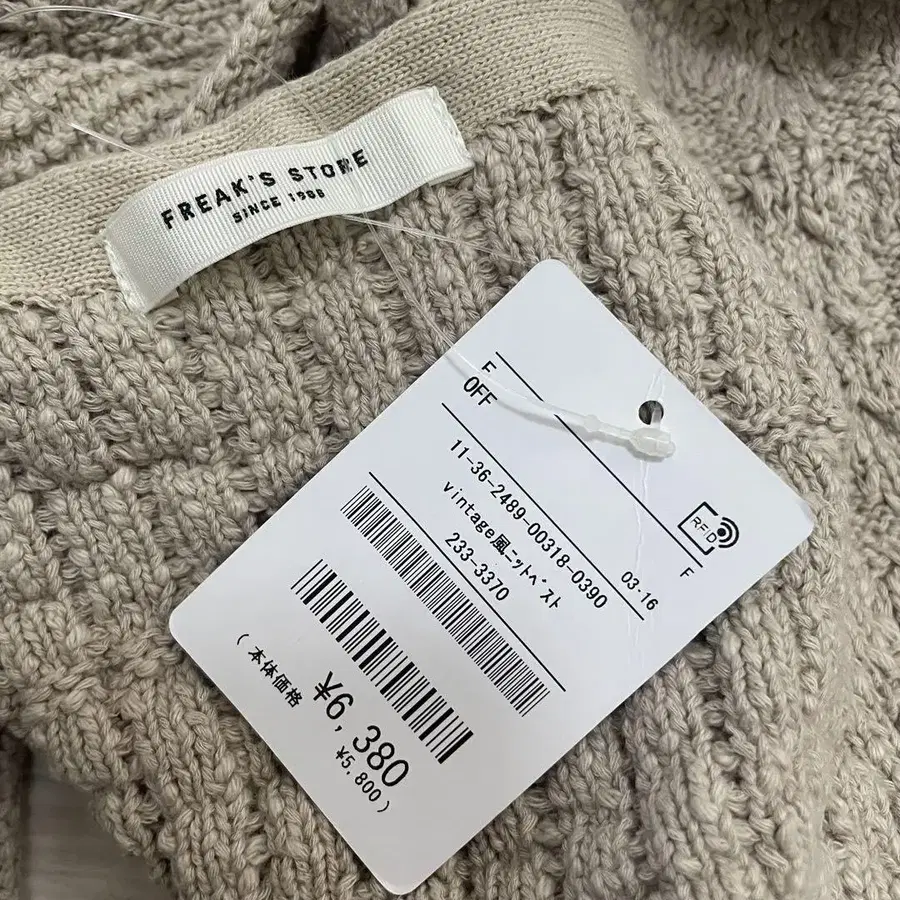 FREAK'S STORE
SINCE 1988
F
OFF
11-36-2489-00318-0390
03-16
vintage風ニットベスト
233-3370
RFID
F
¥6,380
(本体価格 ¥5,800)